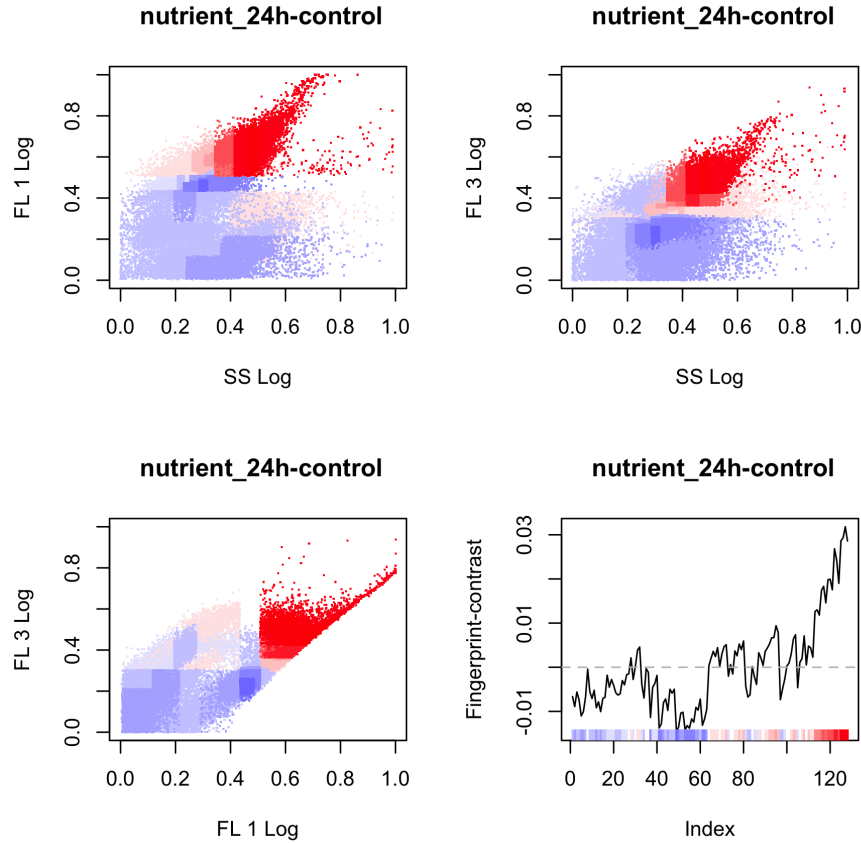 nutrient_24h-control
FL 1 Log
0.0 0.4 0.8
0.0 0.2 0.4 0.6 0.8 1.0
SS Log
nutrient_24h-control
FL 3 Log
0.0 0.4 0.8
0.0 0.2 0.4 0.6 0.8 1.0
SS Log
nutrient_24h-control
FL 3 Log
0.0 0.4 0.8
0.0 0.2 0.4 0.6 0.8 1.0
FL 1 Log
nutrient_24h-control
Fingerprint-contrast
-0.01 0.01 0.03
0 20 40 60 80 120
Index